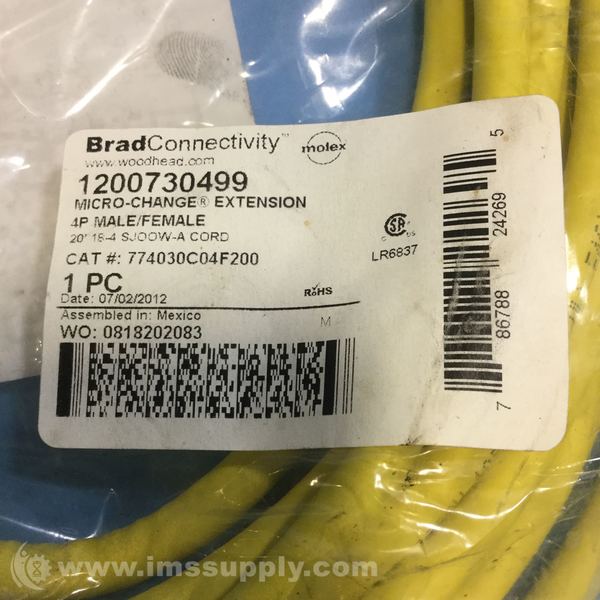 BradConnectivity™
molex
www.woodhead.com
1200730499
MICRO-CHANGE® EXTENSION
4P MALE/FEMALE
20' 18-4 SJOOW-A CORD
CAT #: 774030C04F200
LR6837
1 PC
RoHS
Date: 07/02/2012
Assembled in: Mexico
M
WO: 0818202083
7 86788 24269 5
www.imssupply.com